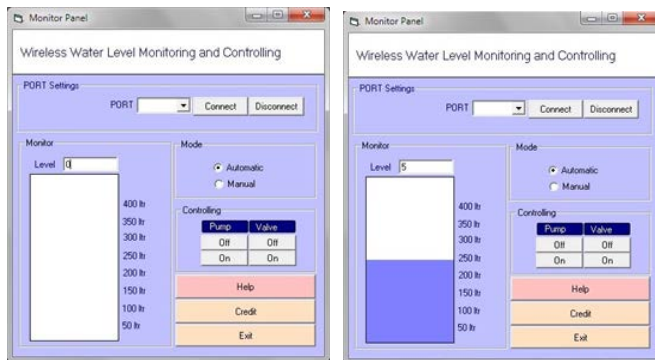 Monitor Panel
Wireless Water Level Monitoring and Controlling
PORT Settings
PORT
Connect
Disconnect
Monitor
Level 0
400 ltr
350 ltr
300 ltr
250 ltr
200 ltr
150 ltr
100 ltr
50 ltr
Mode
Automatic
Manual
Controlling
Pump Valve
Off Off
On On
Help
Credit
Exit
Monitor Panel
Wireless Water Level Monitoring and Controlling
PORT Settings
PORT
Connect
Disconnect
Monitor
Level 5
400 ltr
350 ltr
300 ltr
250 ltr
200 ltr
150 ltr
100 ltr
50 ltr
Mode
Automatic
Manual
Controlling
Pump Valve
Off Off
On On
Help
Credit
Exit